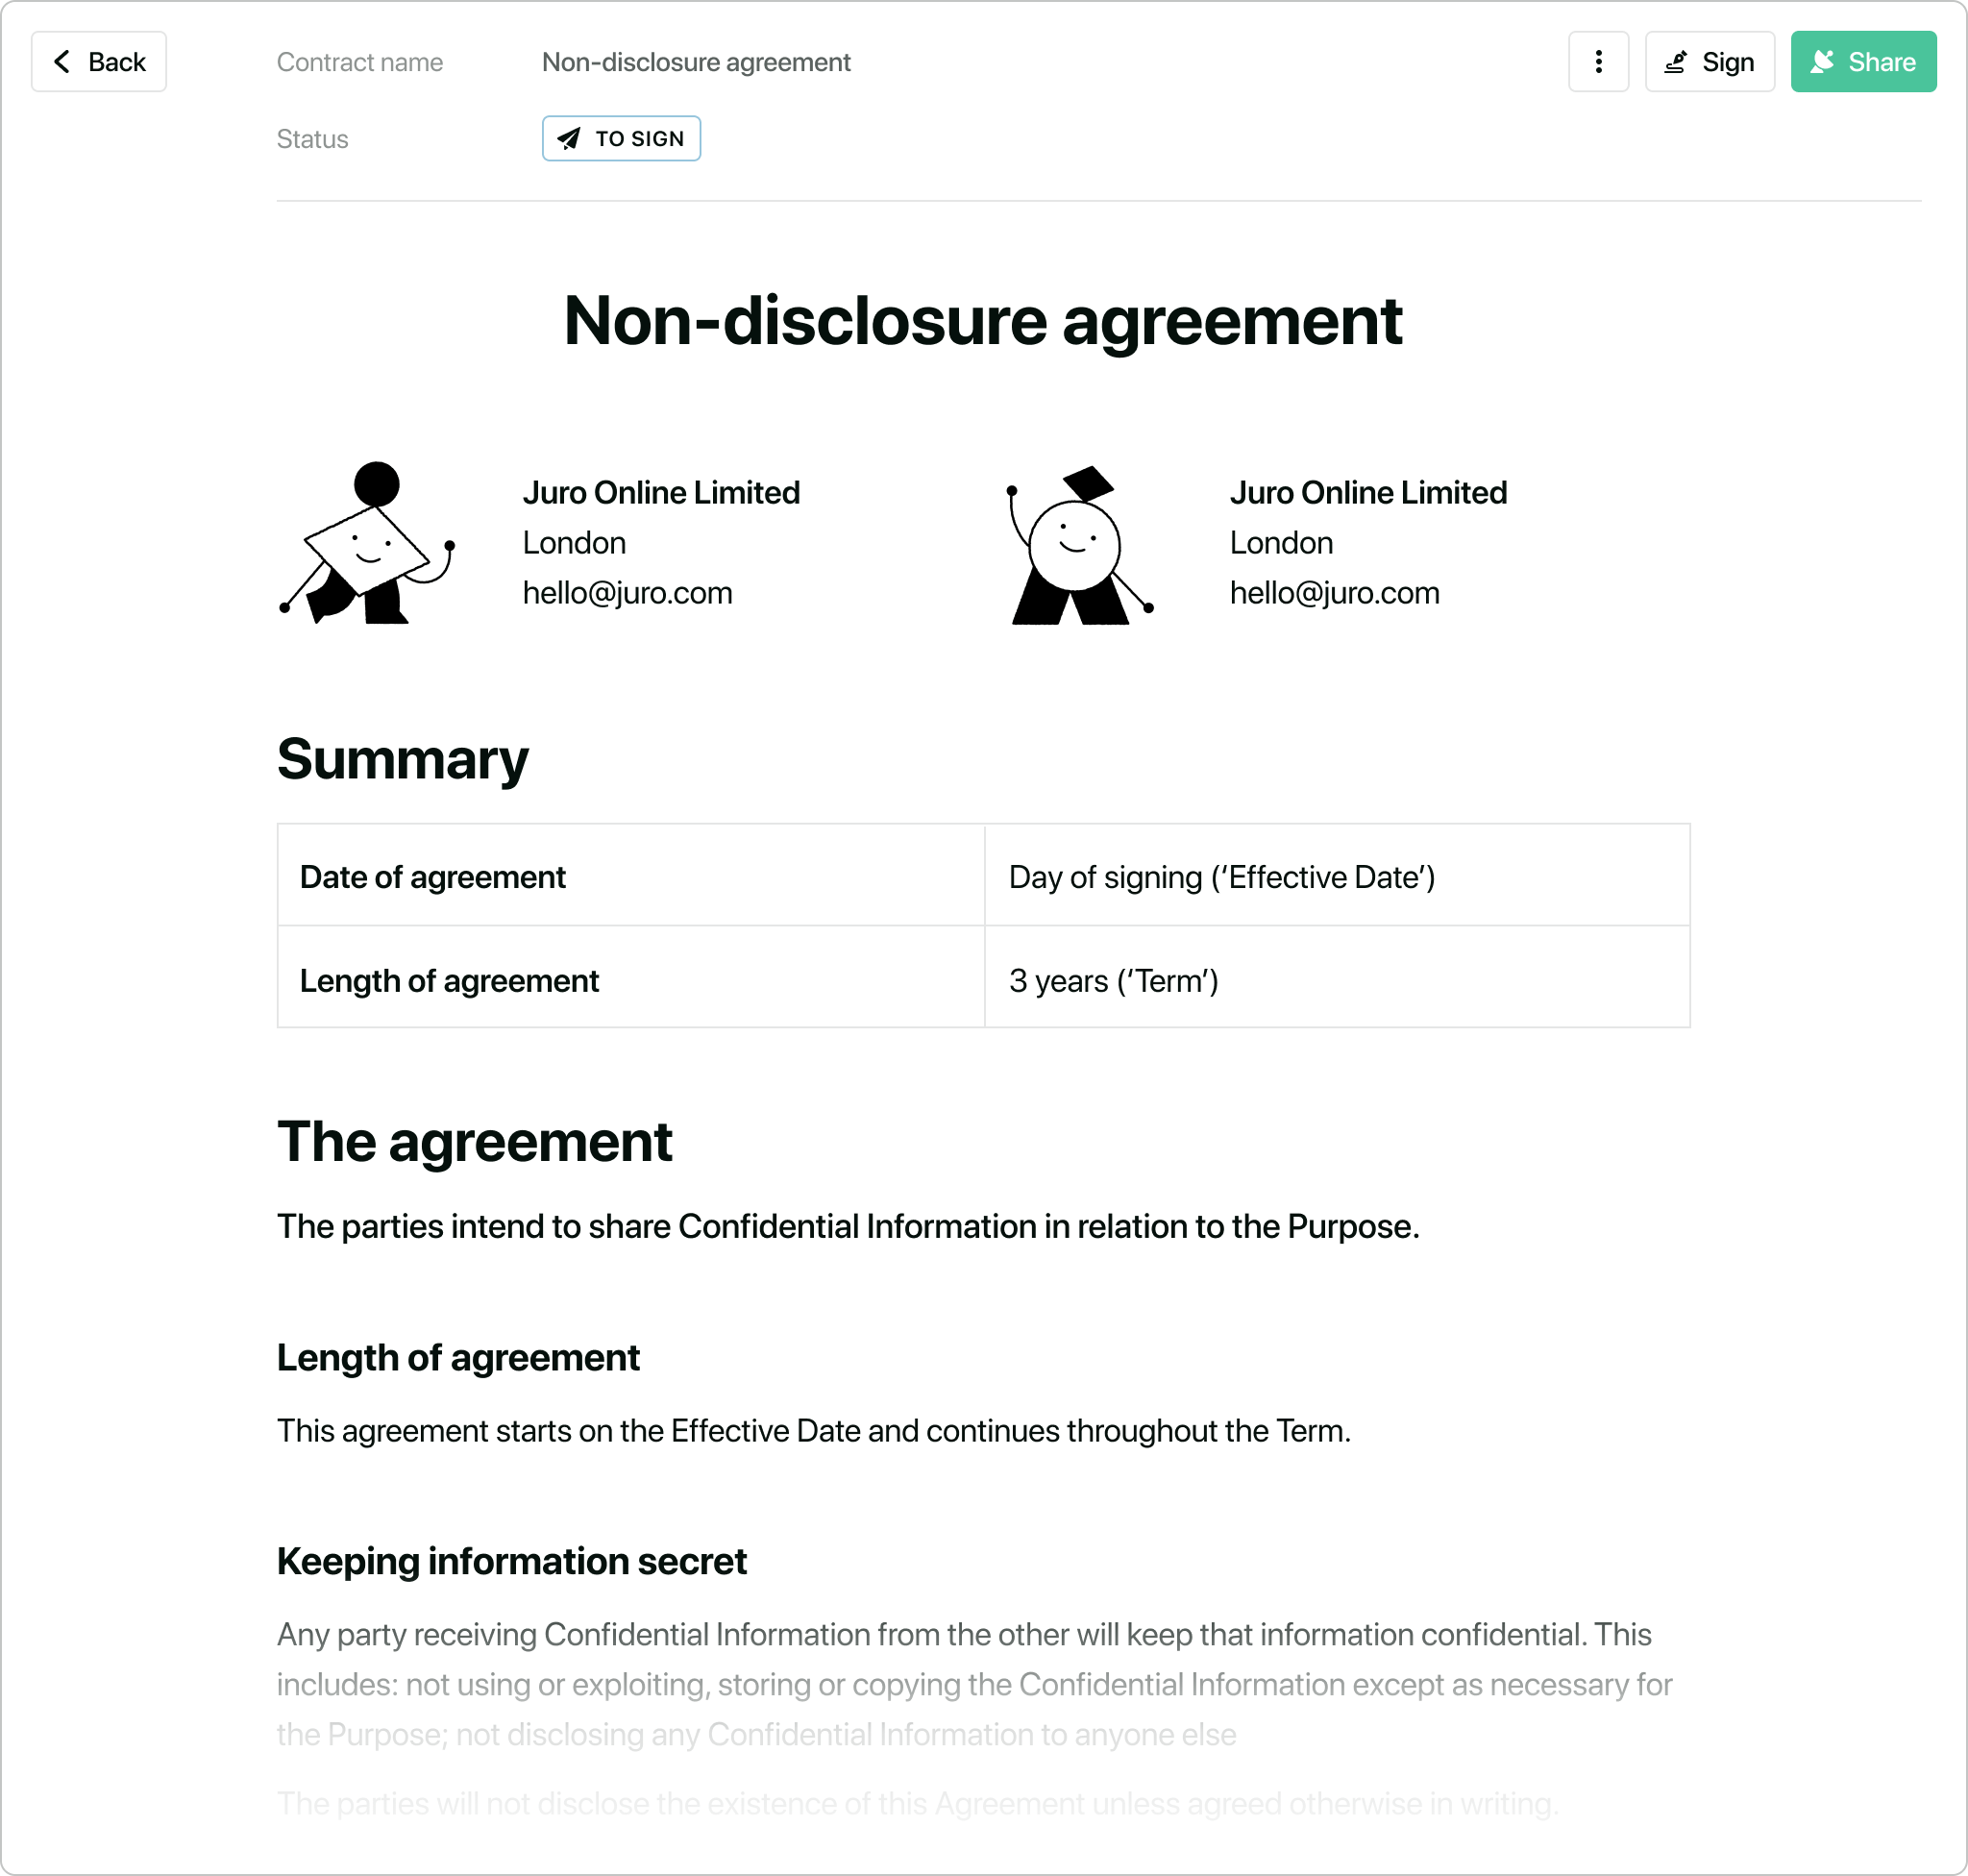 Back
Contract name
Non-disclosure agreement
Sign
Share
Status
TO SIGN
Non-disclosure agreement
Juro Online Limited
London
hello@juro.com
Juro Online Limited
London
hello@juro.com
Summary
Date of agreement
Day of signing (‘Effective Date’)
Length of agreement
3 years (‘Term’)
The agreement
The parties intend to share Confidential Information in relation to the Purpose.
Length of agreement
This agreement starts on the Effective Date and continues throughout the Term.
Keeping information secret
Any party receiving Confidential Information from the other will keep that information confidential. This
includes: not using or exploiting, storing or copying the Confidential Information except as necessary for
the Purpose; not disclosing any Confidential Information to anyone else
The parties will not disclose the existence of this Agreement unless agreed otherwise in writing.